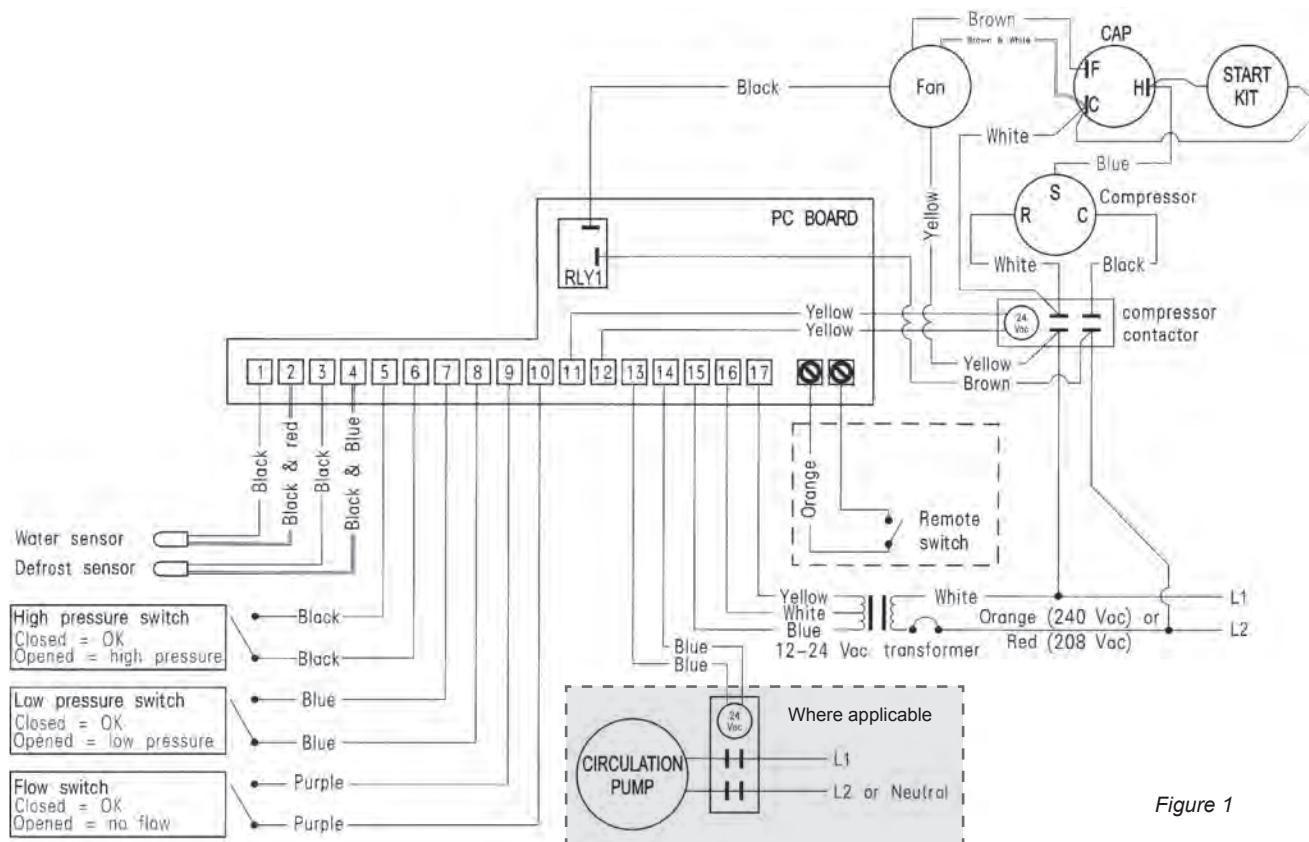 Brown
Brown & White
CAP
F
C
H
START
KIT
Fan
Black
White
Blue
S
R
C
Compressor
Yellow
White
Black
PC BOARD
RLY1
Yellow
Yellow
24
Vac
compressor
contactor
Yellow
Brown
1 2 3 4 5 6 7 8 9 10 11 12 13 14 15 16 17
Black
Black & red
Black
Black & Blue
Orange
Remote
switch
Water sensor
Defrost sensor
High pressure switch
Closed = OK
Opened = high pressure
Black
Black
Low pressure switch
Closed = OK
Opened = low pressure
Blue
Blue
Flow switch
Closed = OK
Opened = no flow
Purple
Purple
Yellow
White
Blue
12-24 Vac transformer
White
Orange (240 Vac) or
Red (208 Vac)
L1
L2
Blue
Blue
24
Vac
Where applicable
CIRCULATION
PUMP
L1
L2 or Neutral
Figure 1